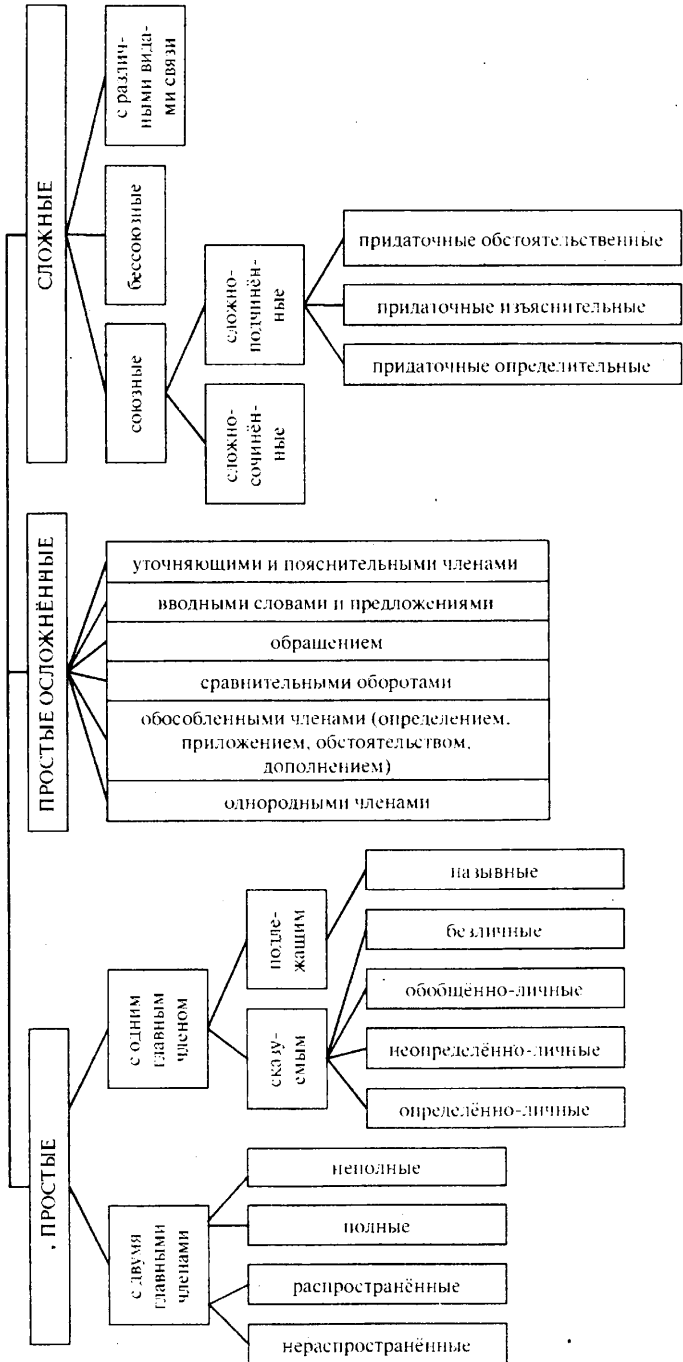 , ПРОСТЫЕ
ПРОСТЫЕ ОСЛОЖНЁННЫЕ
СЛОЖНЫЕ
с двумя
главными
членами
с одним
главным
членом
нераспространённые
распространённые
полные
неполные
сказу-
емым
подле-
жащим
определённо-личные
неопределённо-личные
обобщённо-личные
безличные
назывные
уточняющими и пояснительными членами
вводными словами и предложениями
обращением
сравнительными оборотами
обособленными членами (определением,
приложением, обстоятельством,
дополнением)
однородными членами
союзные
бессоюзные
с различ-
ными вида-
ми связи
сложно-
сочинён-
ные
сложно-
подчинён-
ные
придаточные обстоятельственные
придаточные изъяснительные
придаточные определительные